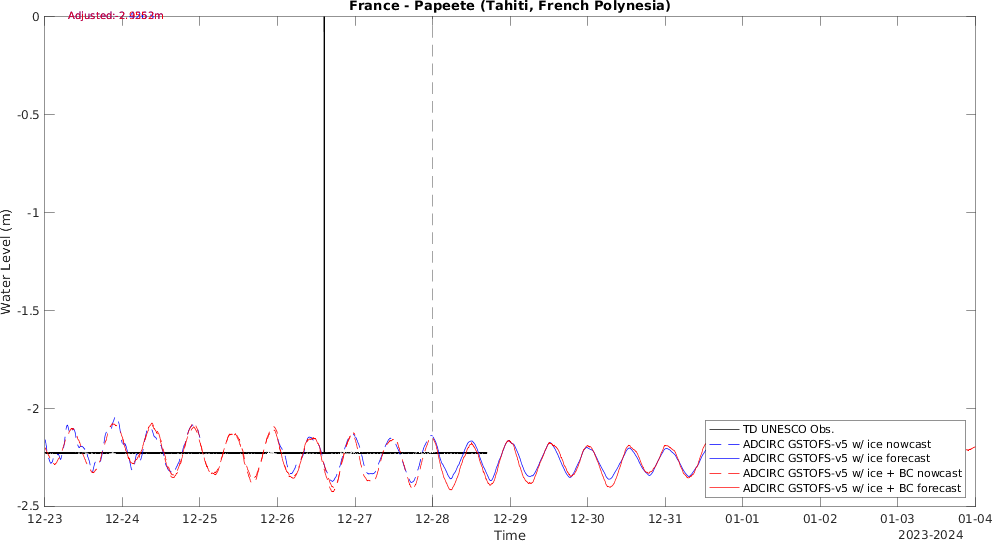 France - Papeete (Tahiti, French Polynesia)
Adjusted:
0
-0.5
-1
-1.5
-2
-2.5
Water Level (m)
TD UNESCO Obs.
ADCIRC GSTOFS-v5 w/ ice nowcast
ADCIRC GSTOFS-v5 w/ ice forecast
ADCIRC GSTOFS-v5 w/ ice + BC nowcast
ADCIRC GSTOFS-v5 w/ ice + BC forecast
12-23 12-24 12-25 12-26 12-27 12-28 12-29 12-30 12-31 01-01 01-02 01-03 01-04
Time
2023-2024